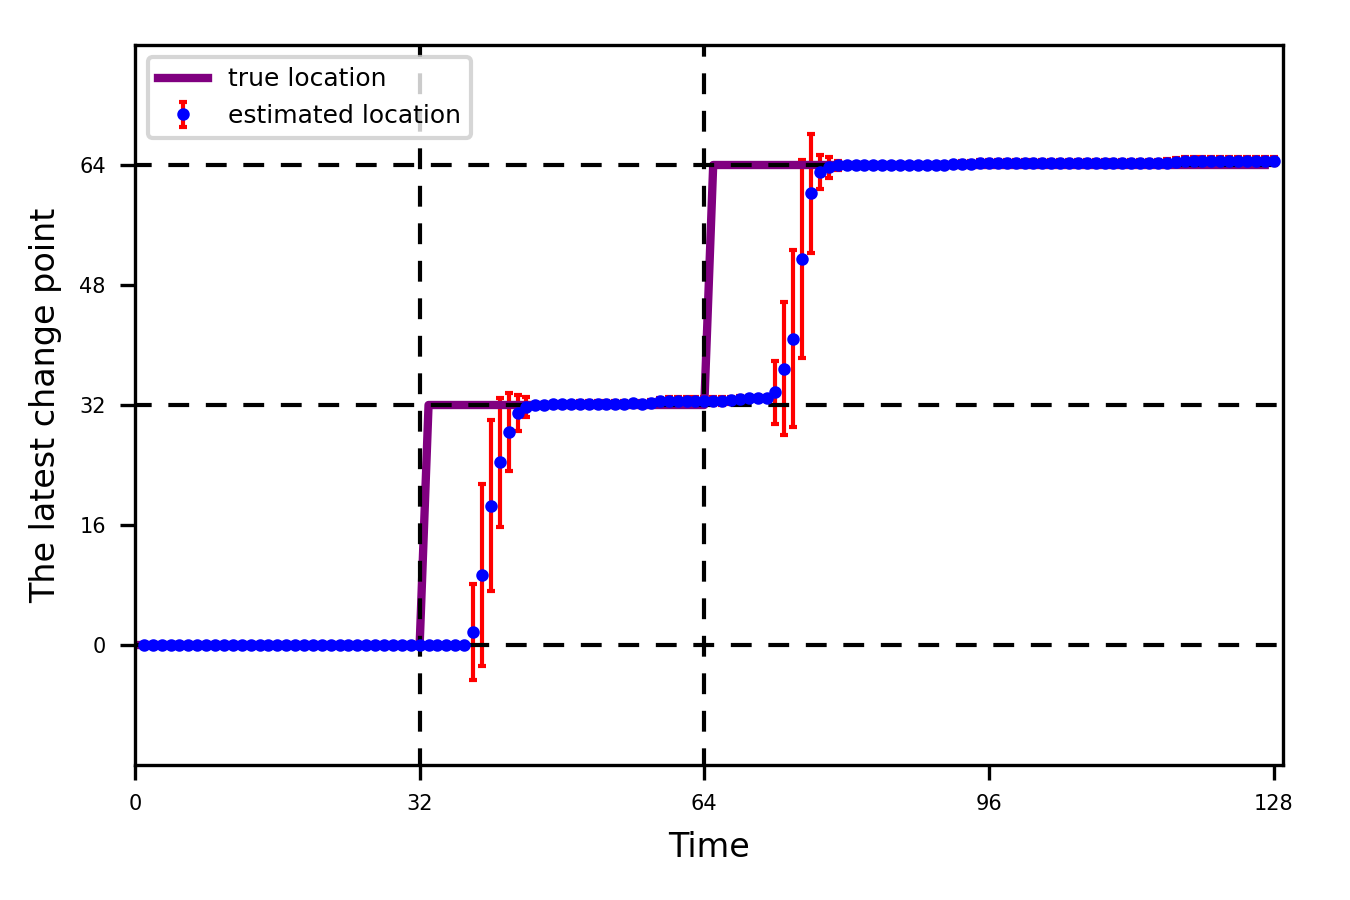 true location
estimated location
The latest change point
64
48
32
16
0
0
32
64
96
128
Time